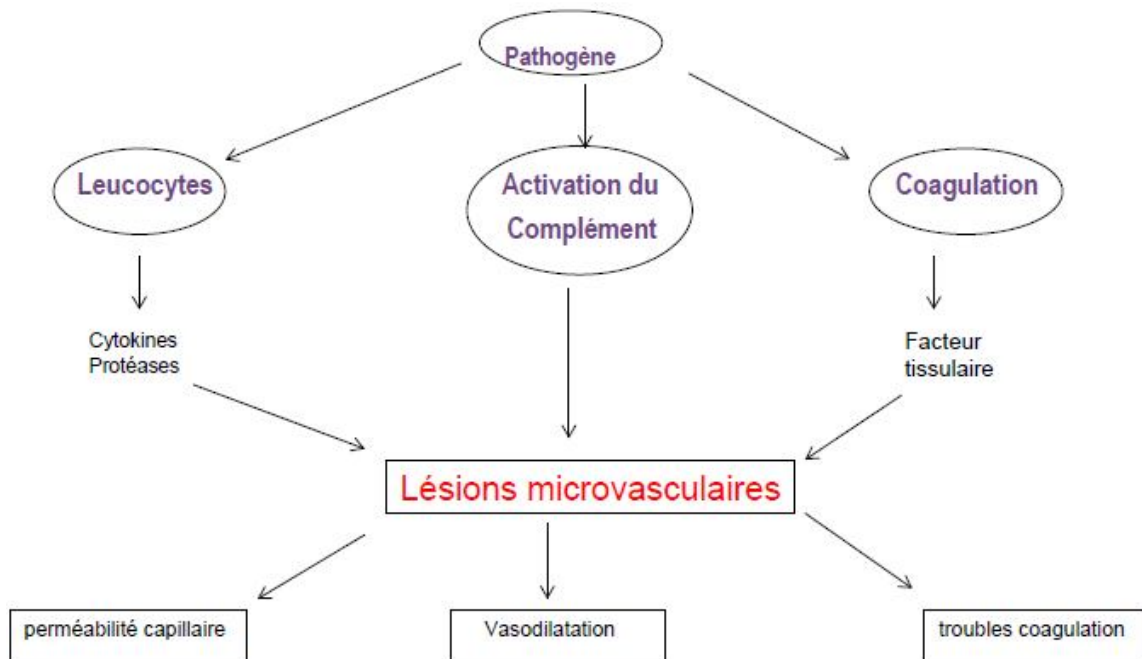 Pathogène
Leucocytes
Activation du
Complément
Coagulation
Cytokines
Protéases
Facteur
tissulaire
Lésions microvasculaires
perméabilité capillaire
Vasodilatation
troubles coagulation